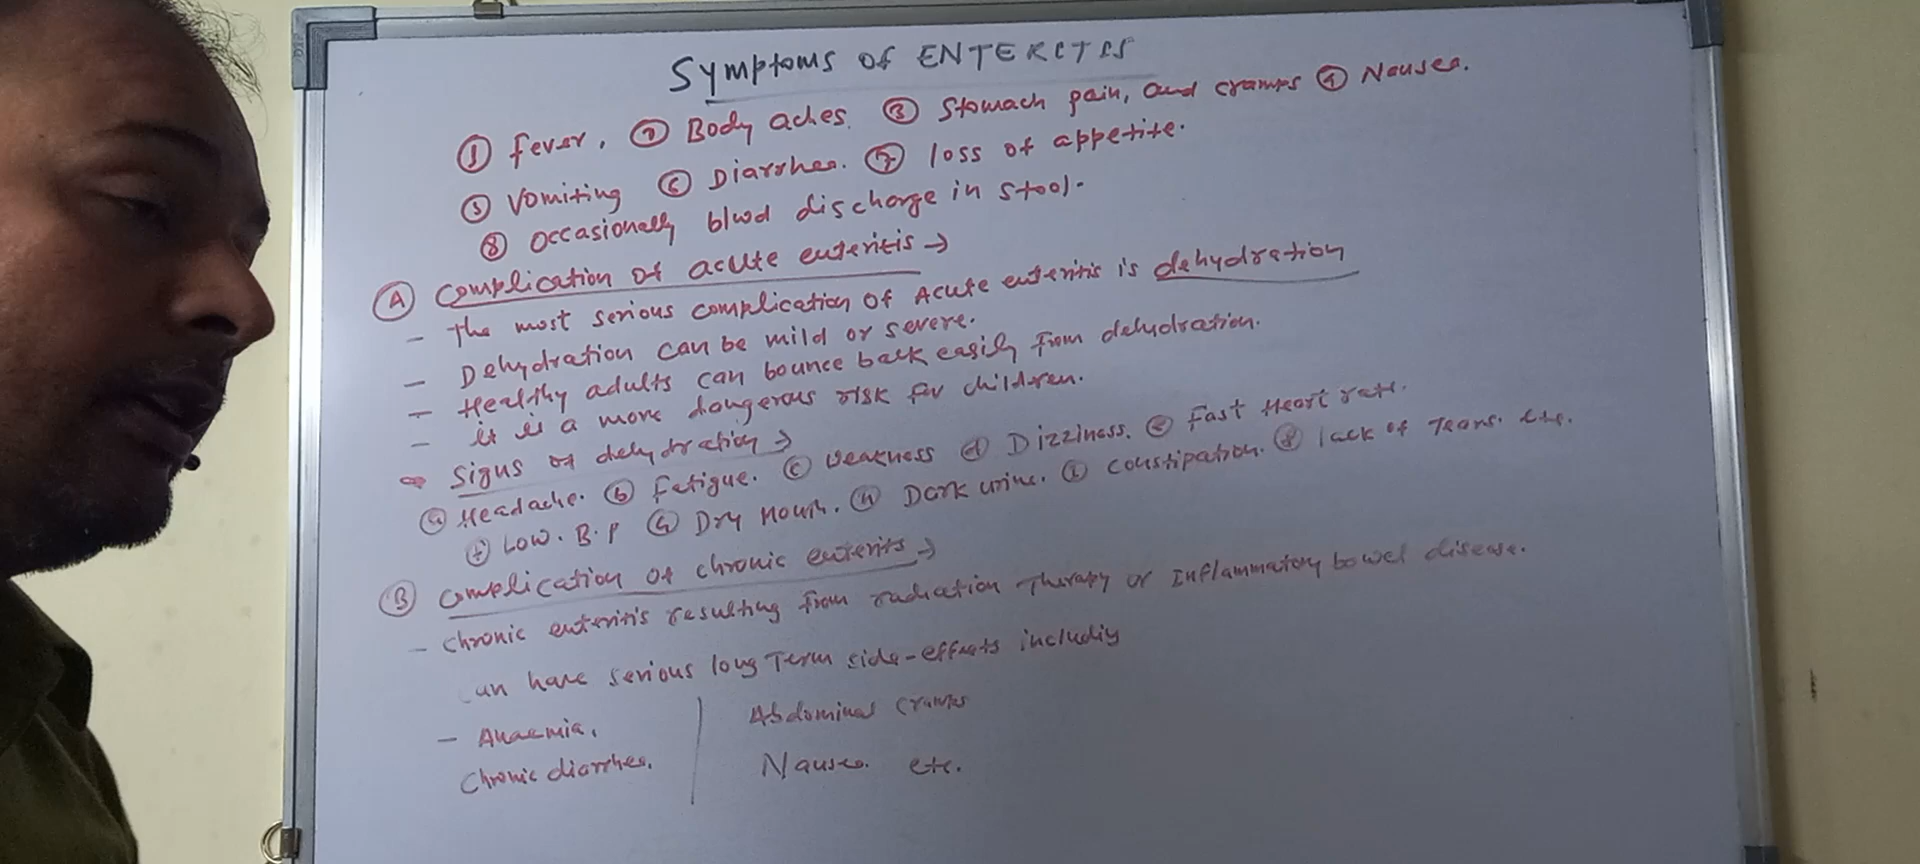 Symptoms of ENTERITIS
① fever, ② Body aches. ③ Stomach pain, and cramps ④ Nausea.
⑤ Vomiting ⑥ Diarrhea. ⑦ loss of appetite.
⑧ occasionally blood discharge in stool.
Ⓐ Complication of acute enteritis →
- The most serious complication of Acute enteritis is dehydration
- Dehydration can be mild or severe.
- Healthy adults can bounce back easily from dehydration.
- it is a more dangerous risk for children.
Signs of dehydration →
ⓐ Headache. ⓑ Fatigue. ⓒ Weakness ⓓ Dizziness. ⓔ Fast Heart rate.
ⓕ Low. B.P ⓖ Dry Mouth. ⓗ Dark urine. ⓘ Constipation. ⑧ lack of Tears. etc.
Ⓑ Complication of chronic enteritis →
- Chronic enteritis resulting from radiation Therapy or Inflammatory bowel disease.
can have serious long Term side-effects including
- Anaemia, | Abdominal cramps
Chronic diarrhea. | Nausea. etc.